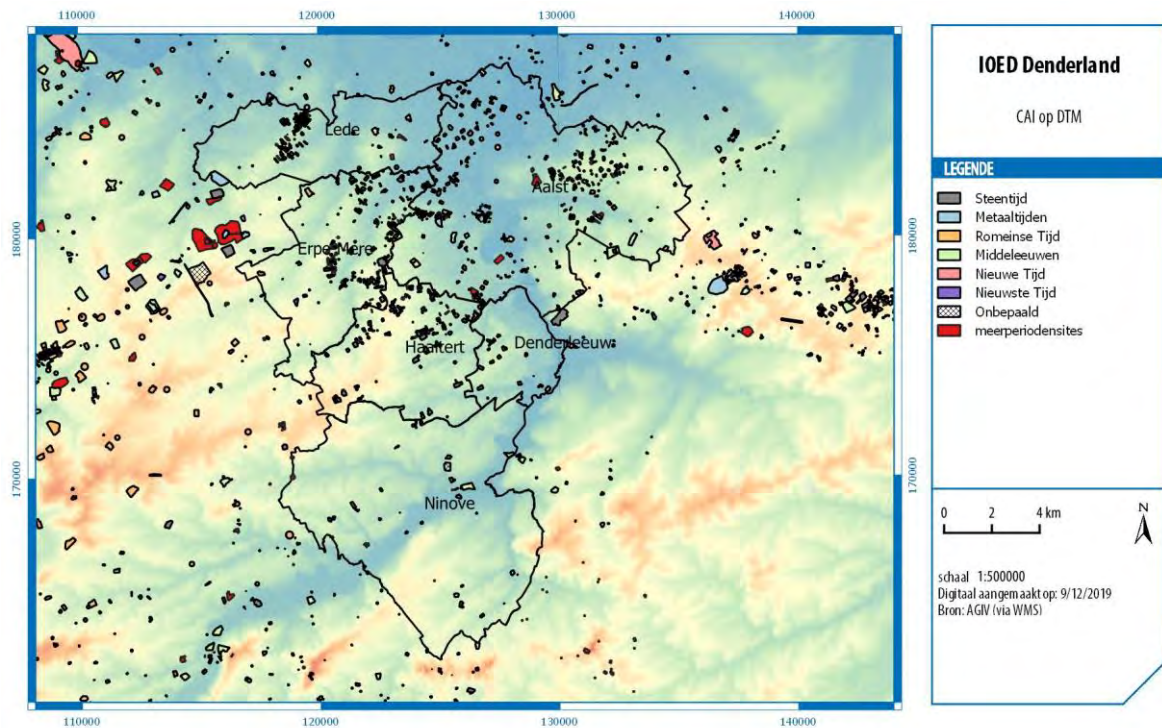 110000 120000 130000 140000
180000
170000
180000
170000
Lede
Aalst
Erpe-Mere
Haaltert
Denderleeuw
Ninove
110000 120000 130000 140000
IOED Denderland
CAI op DTM
LEGENDE
Steentijd
Metaaltijden
Romeinse Tijd
Middeleeuwen
Nieuwe Tijd
Nieuwste Tijd
Onbepaald
meerperiodensites
0 2 4 km
N
schaal 1:500000
Digitaal aangemaakt op: 9/12/2019
Bron: AGIV (via WMS)